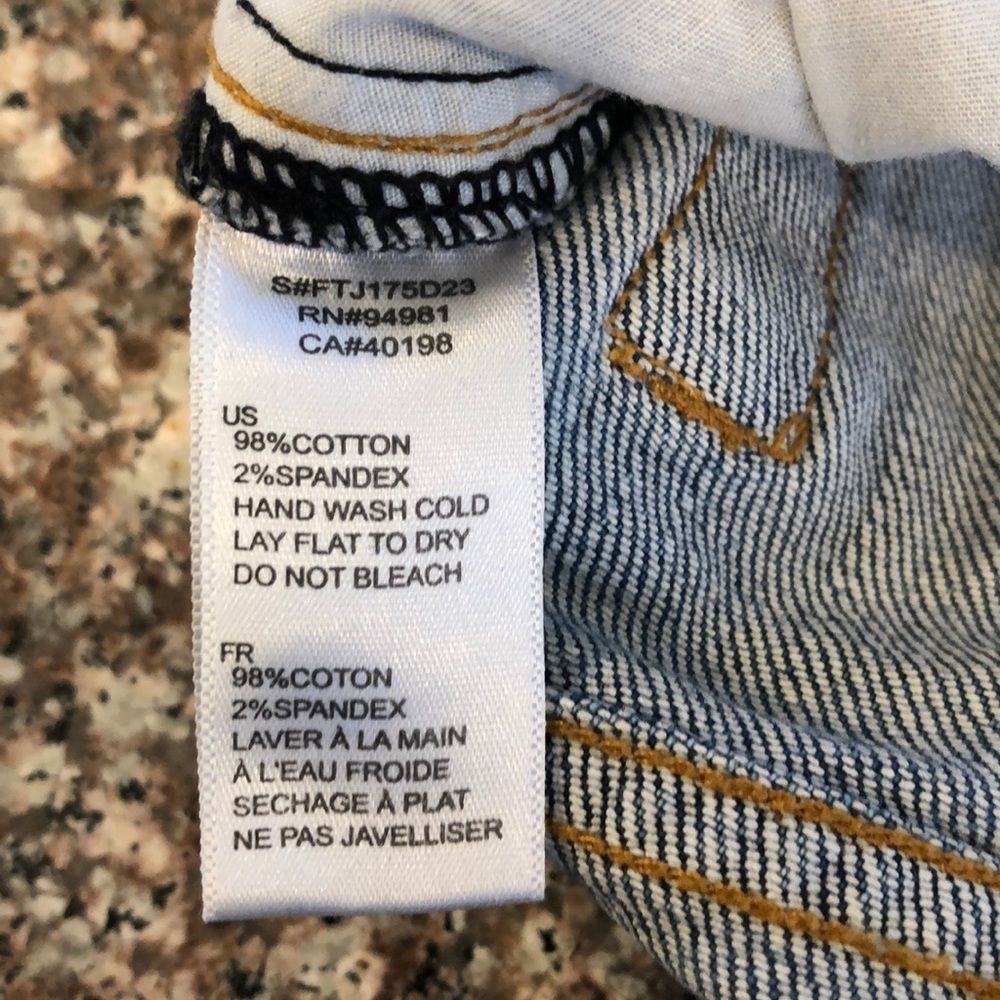 S#FTJ175D23
RN#94981
CA#40198
US
98%COTTON
2%SPANDEX
HAND WASH COLD
LAY FLAT TO DRY
DO NOT BLEACH
FR
98%COTON
2%SPANDEX
LAVER À LA MAIN
À L'EAU FROIDE
SECHAGE À PLAT
NE PAS JAVELLISER